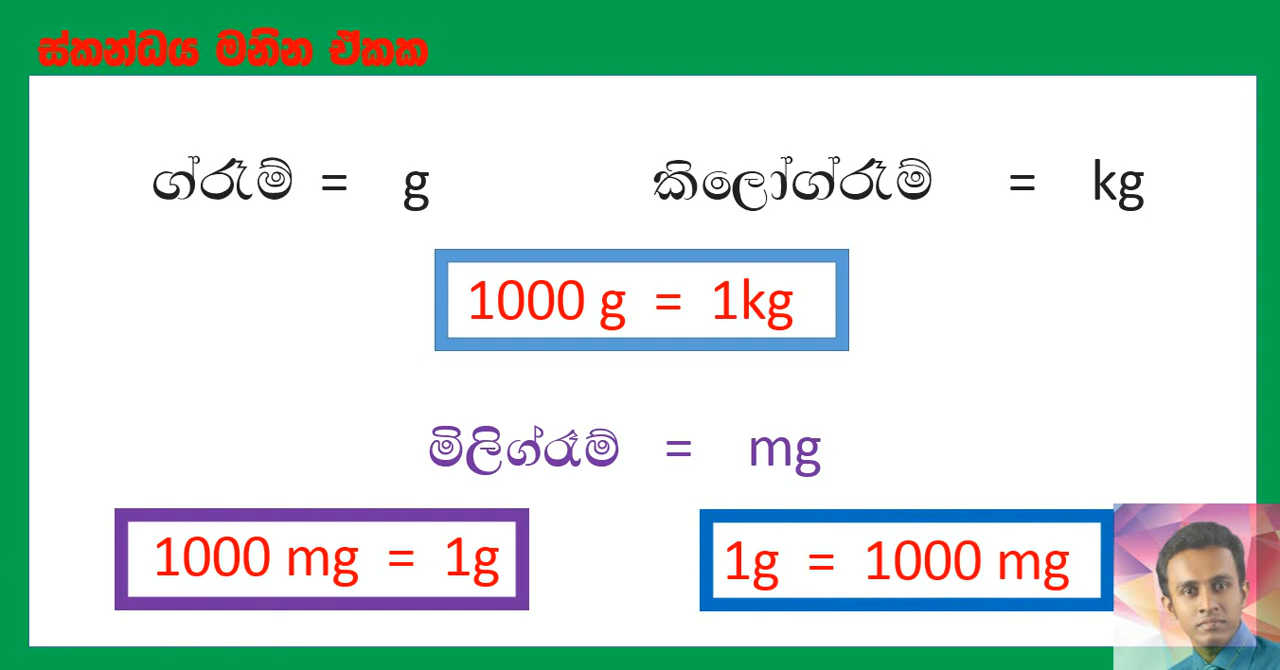 ස්කන්ධය මනින ඒකක
ග්රෑම් = g කිලෝග්රෑම් = kg
1000 g = 1kg
මිලිග්රෑම් = mg
1000 mg = 1g 1g = 1000 mg